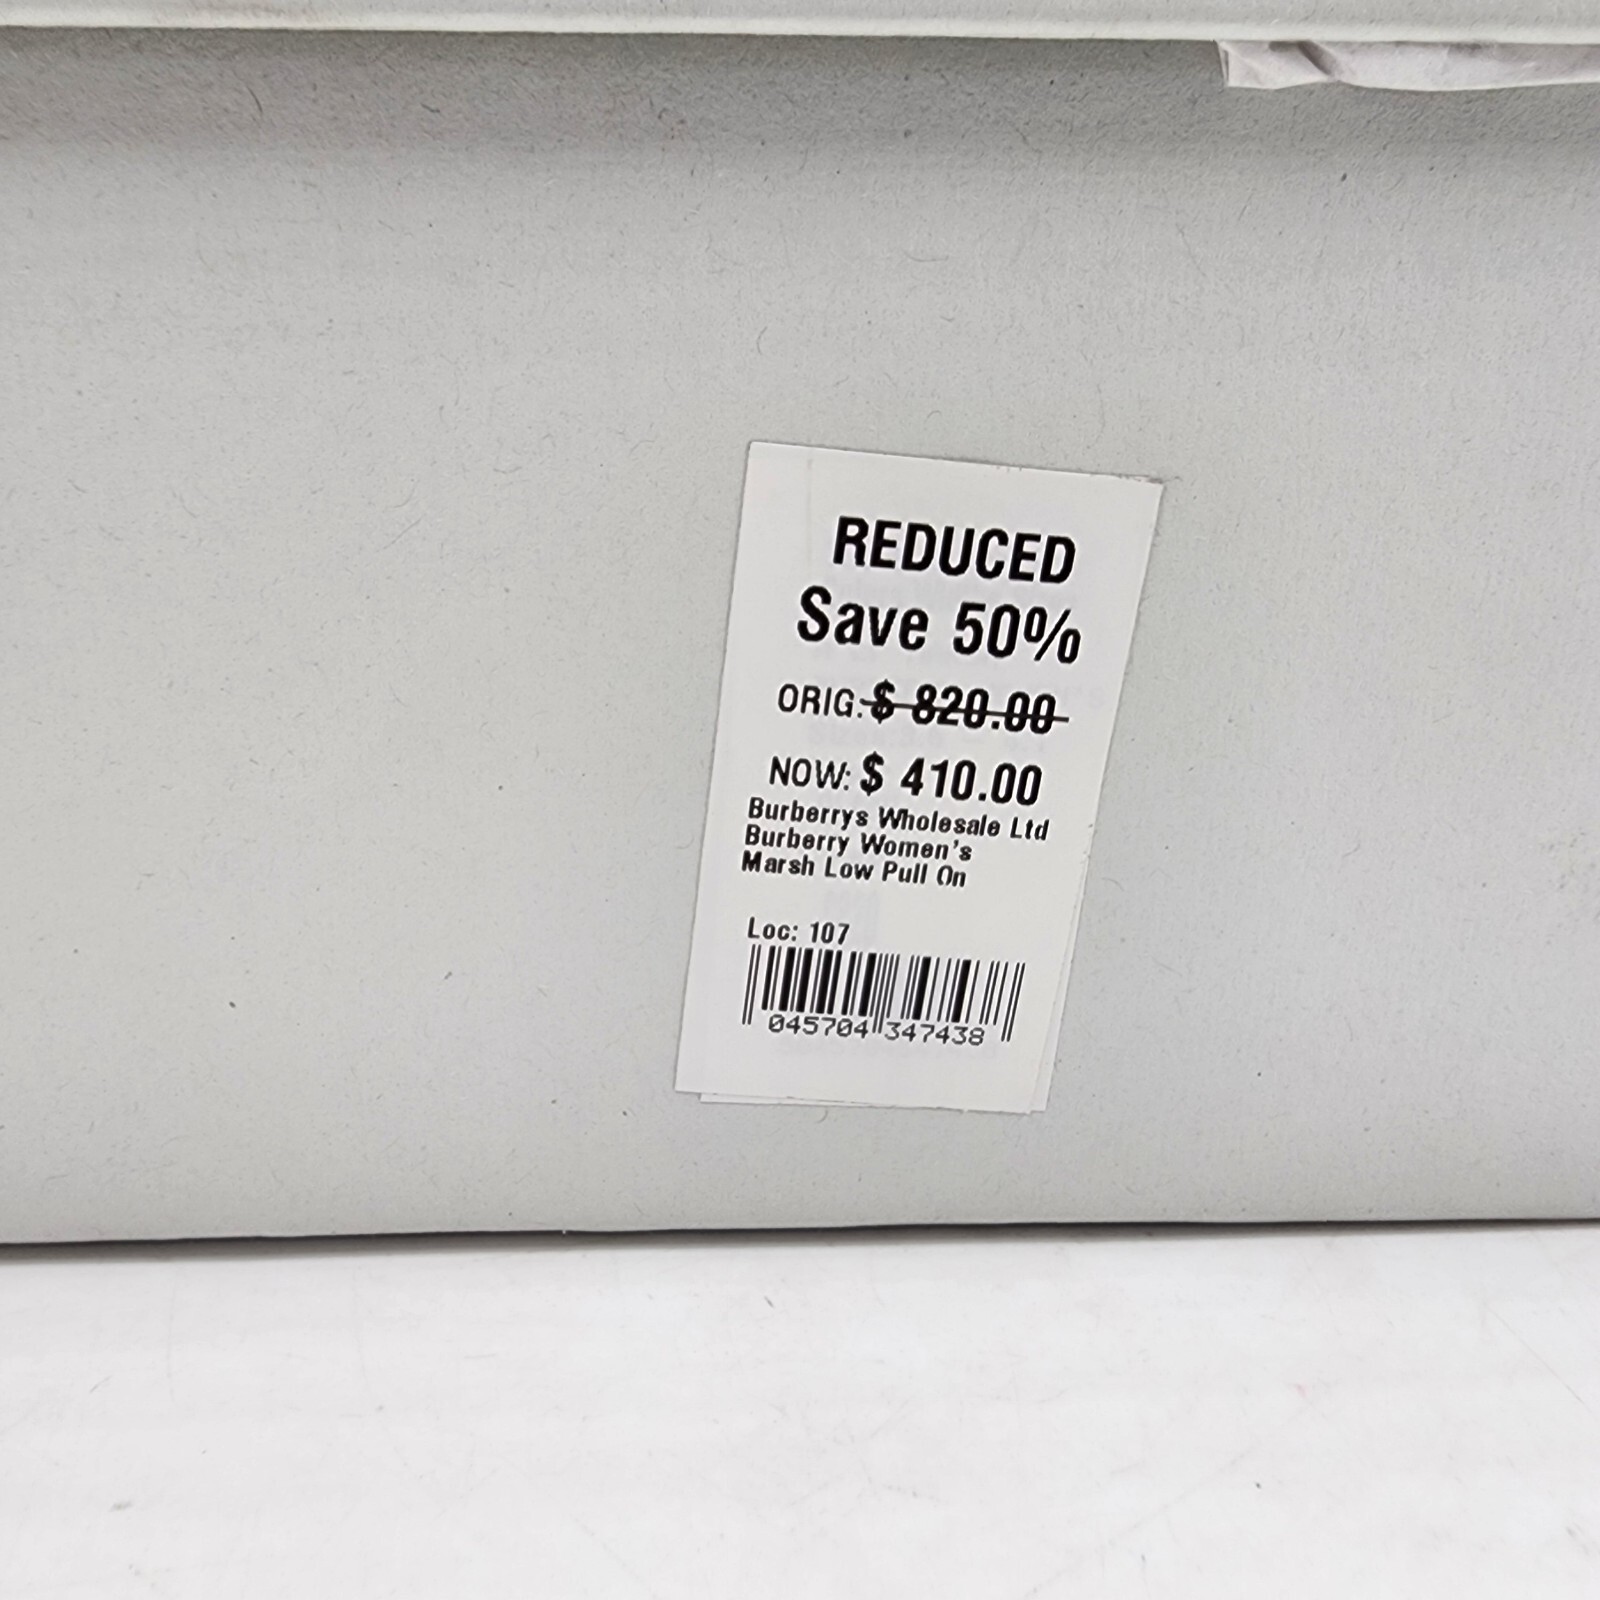 REDUCED
Save 50%
ORIG: $ 820.00
NOW: $ 410.00
Burberrys Wholesale Ltd
Burberry Women's
Marsh Low Pull On
Loc: 107
045704 347438